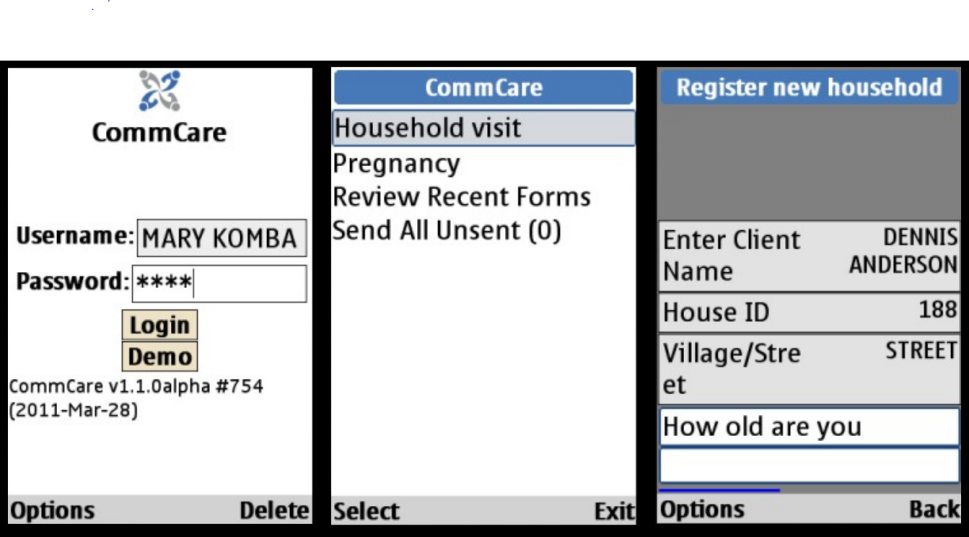 CommCare
Username: MARY KOMBA
Password: ****
Login
Demo
CommCare v1.1.0alpha #754
(2011-Mar-28)
Options Delete
CommCare
Household visit
Pregnancy
Review Recent Forms
Send All Unsent (0)
Select Exit
Register new household
Enter Client DENNIS
Name ANDERSON
House ID 188
Village/Stre STREET
et
How old are you
Options Back